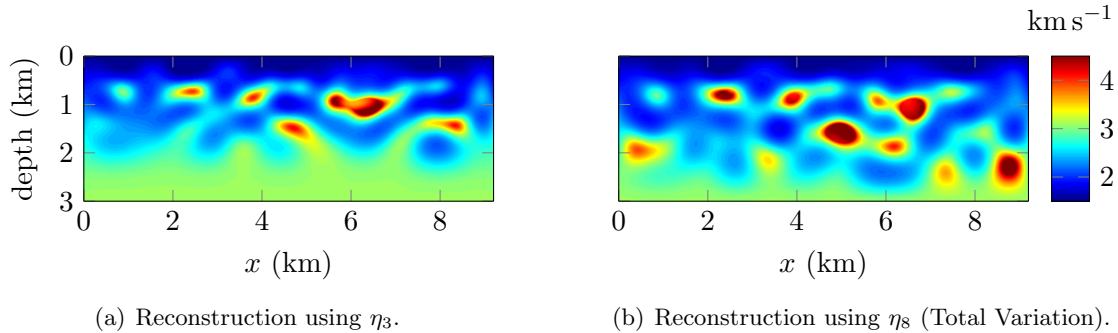 km s⁻¹
0
1
2
3
depth (km)
0 2 4 6 8
x (km)
0 2 4 6 8
x (km)
4
3
2
(a) Reconstruction using η₃.
(b) Reconstruction using η₈ (Total Variation).